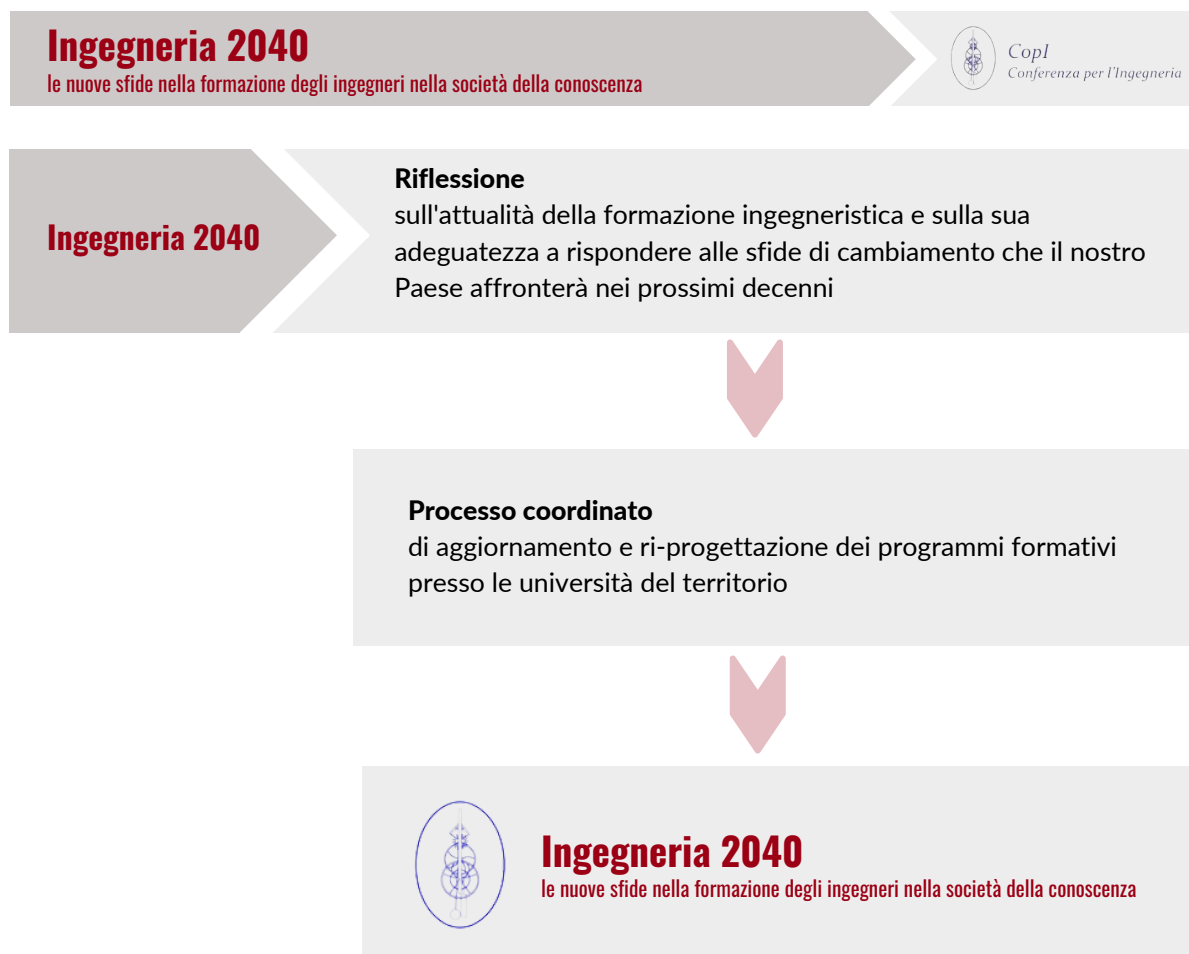 Ingegneria 2040
le nuove sfide nella formazione degli ingegneri nella società della conoscenza
CopI
Conferenza per l'Ingegneria
Ingegneria 2040
Riflessione
sull'attualità della formazione ingegneristica e sulla sua
adeguatezza a rispondere alle sfide di cambiamento che il nostro
Paese affronterà nei prossimi decenni
Processo coordinato
di aggiornamento e ri-progettazione dei programmi formativi
presso le università del territorio
Ingegneria 2040
le nuove sfide nella formazione degli ingegneri nella società della conoscenza